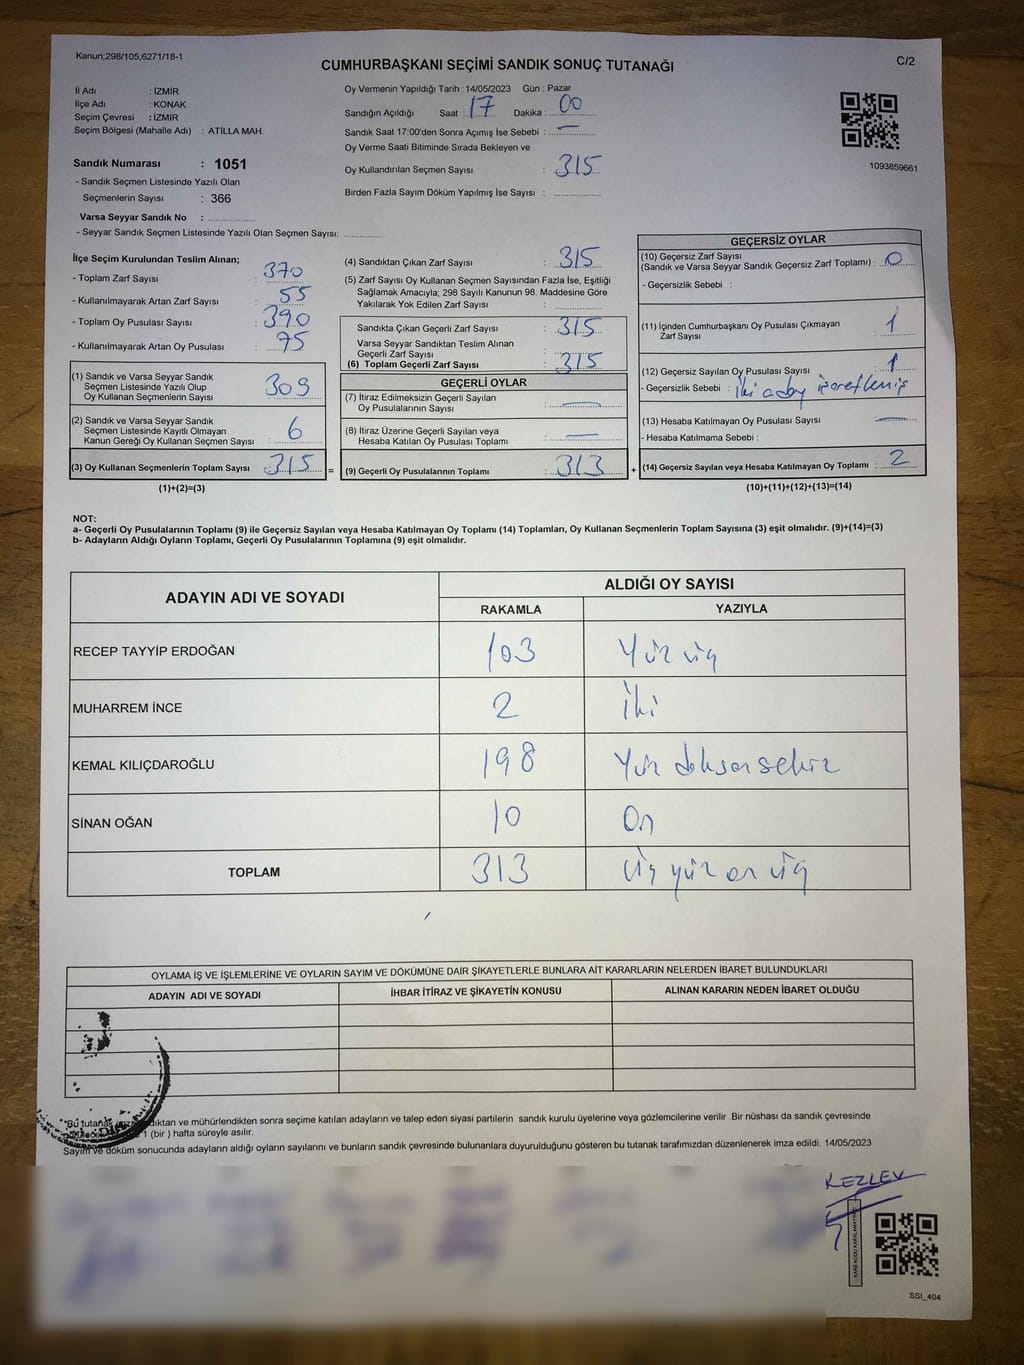 Kanun;298/105;6271/18-1
C/2
CUMHURBAŞKANI SEÇİMİ SANDIK SONUÇ TUTANAĞI
İli Adı : İZMİR
İlçe Adı : KONAK
Seçim Çevresi : İZMİR
Seçim Bölgesi (Mahalle Adı) : ATİLLA MAH.
Sandık Numarası : 1051
- Sandık Seçmen Listesinde Yazılı Olan
Seçmenlerin Sayısı : 366
Varsa Seyyar Sandık No :
- Seyyar Sandık Seçmen Listesinde Yazılı Olan Seçmen Sayısı:
Oy Vermenin Yapıldığı Tarih : 14/05/2023 Gün : Pazar
Sandığın Açıldığı Saat : 17 Dakika : 00
Sandık Saat 17:00'den Sonra Açımış İse Sebebi : —
Oy Verme Saati Bitiminde Sırada Bekleyen ve
Oy Kullandırılan Seçmen Sayısı : 315
Birden Fazla Sayım Döküm Yapılmış İse Sayısı :
1093859661
İlçe Seçim Kurulundan Teslim Alınan;
- Toplam Zarf Sayısı : 370
- Kullanılmayarak Artan Zarf Sayısı : 55
- Toplam Oy Pusulası Sayısı : 390
- Kullanılmayarak Artan Oy Pusulası : 75
(1) Sandık ve Varsa Seyyar Sandık
Seçmen Listesinde Yazılı Olup
Oy Kullanan Seçmenlerin Sayısı : 309
(2) Sandık ve Varsa Seyyar Sandık
Seçmen Listesinde Kayıtlı Olmayan
Kanun Gereği Oy Kullanan Seçmen Sayısı : 6
(3) Oy Kullanan Seçmenlerin Toplam Sayısı : 315 =
(1)+(2)=(3)
(4) Sandıktan Çıkan Zarf Sayısı : 315
(5) Zarf Sayısı Oy Kullanan Seçmen Sayısından Fazla İse, Eşitliği
Sağlamak Amacıyla; 298 Sayılı Kanunun 98. Maddesine Göre
Yakılarak Yok Edilen Zarf Sayısı :
Sandıkta Çıkan Geçerli Zarf Sayısı : 315
Varsa Seyyar Sandıktan Teslim Alınan
Geçerli Zarf Sayısı :
(6) Toplam Geçerli Zarf Sayısı : 315
GEÇERLİ OYLAR
(7) İtiraz Edilmeksizin Geçerli Sayılan
Oy Pusulalarının Sayısı : —
(8) İtiraz Üzerine Geçerli Sayılan veya
Hesaba Katılan Oy Pusulası Toplamı : —
(9) Geçerli Oy Pusulalarının Toplamı : 313 +
GEÇERSİZ OYLAR
(10) Geçersiz Zarf Sayısı
(Sandık ve Varsa Seyyar Sandık Geçersiz Zarf Toplamı) : 0
- Geçersizlik Sebebi :
(11) İçinden Cumhurbaşkanı Oy Pusulası Çıkmayan
Zarf Sayısı : 1
(12) Geçersiz Sayılan Oy Pusulası Sayısı : 1
- Geçersizlik Sebebi : İki aday işaretlemiş
(13) Hesaba Katılmayan Oy Pusulası Sayısı : —
- Hesaba Katılmama Sebebi :
(14) Geçersiz Sayılan veya Hesaba Katılmayan Oy Toplamı : 2
(10)+(11)+(12)+(13)=(14)
NOT:
a- Geçerli Oy Pusulalarının Toplamı (9) ile Geçersiz Sayılan veya Hesaba Katılmayan Oy Toplamı (14) Toplamları, Oy Kullanan Seçmenlerin Toplam Sayısına (3) eşit olmalıdır. (9)+(14)=(3)
b- Adayların Aldığı Oyların Toplamı, Geçerli Oy Pusulalarının Toplamına (9) eşit olmalıdır.
ADAYIN ADI VE SOYADI
ALDIĞI OY SAYISI
RAKAMLA YAZIYLA
RECEP TAYYİP ERDOĞAN 103 Yüz üç
MUHARREM İNCE 2 İki
KEMAL KILIÇDAROĞLU 198 Yüz doksan sekiz
SİNAN OĞAN 10 On
TOPLAM 313 Üç yüz on üç
OYLAMA İŞ VE İŞLEMLERİNE VE OYLARIN SAYIM VE DÖKÜMÜNE DAİR ŞİKAYETLERLE BUNLARA AİT KARARLARIN NELERDEN İBARET BULUNDUKLARI
ADAYIN ADI VE SOYADI İHBAR İTİRAZ VE ŞİKAYETİN KONUSU ALINAN KARARIN NEDEN İBARET OLDUĞU
"Bu tutanak mühürlendikten sonra seçime katılan adayların ve talep eden siyasi partilerin sandık kurulu üyelerine veya gözlemcilerine verilir. Bir nüshası da sandık çevresinde
1 (bir ) hafta süreyle asılır.
Sayım ve döküm sonucunda adayların aldığı oyların sayılarını ve bunların sandık çevresinde bulunanlara duyurulduğunu gösteren bu tutanak tarafımızdan düzenlenerek imza edildi. 14/05/2023
KARE KODU KARALAMAYINIZ
SSI_404